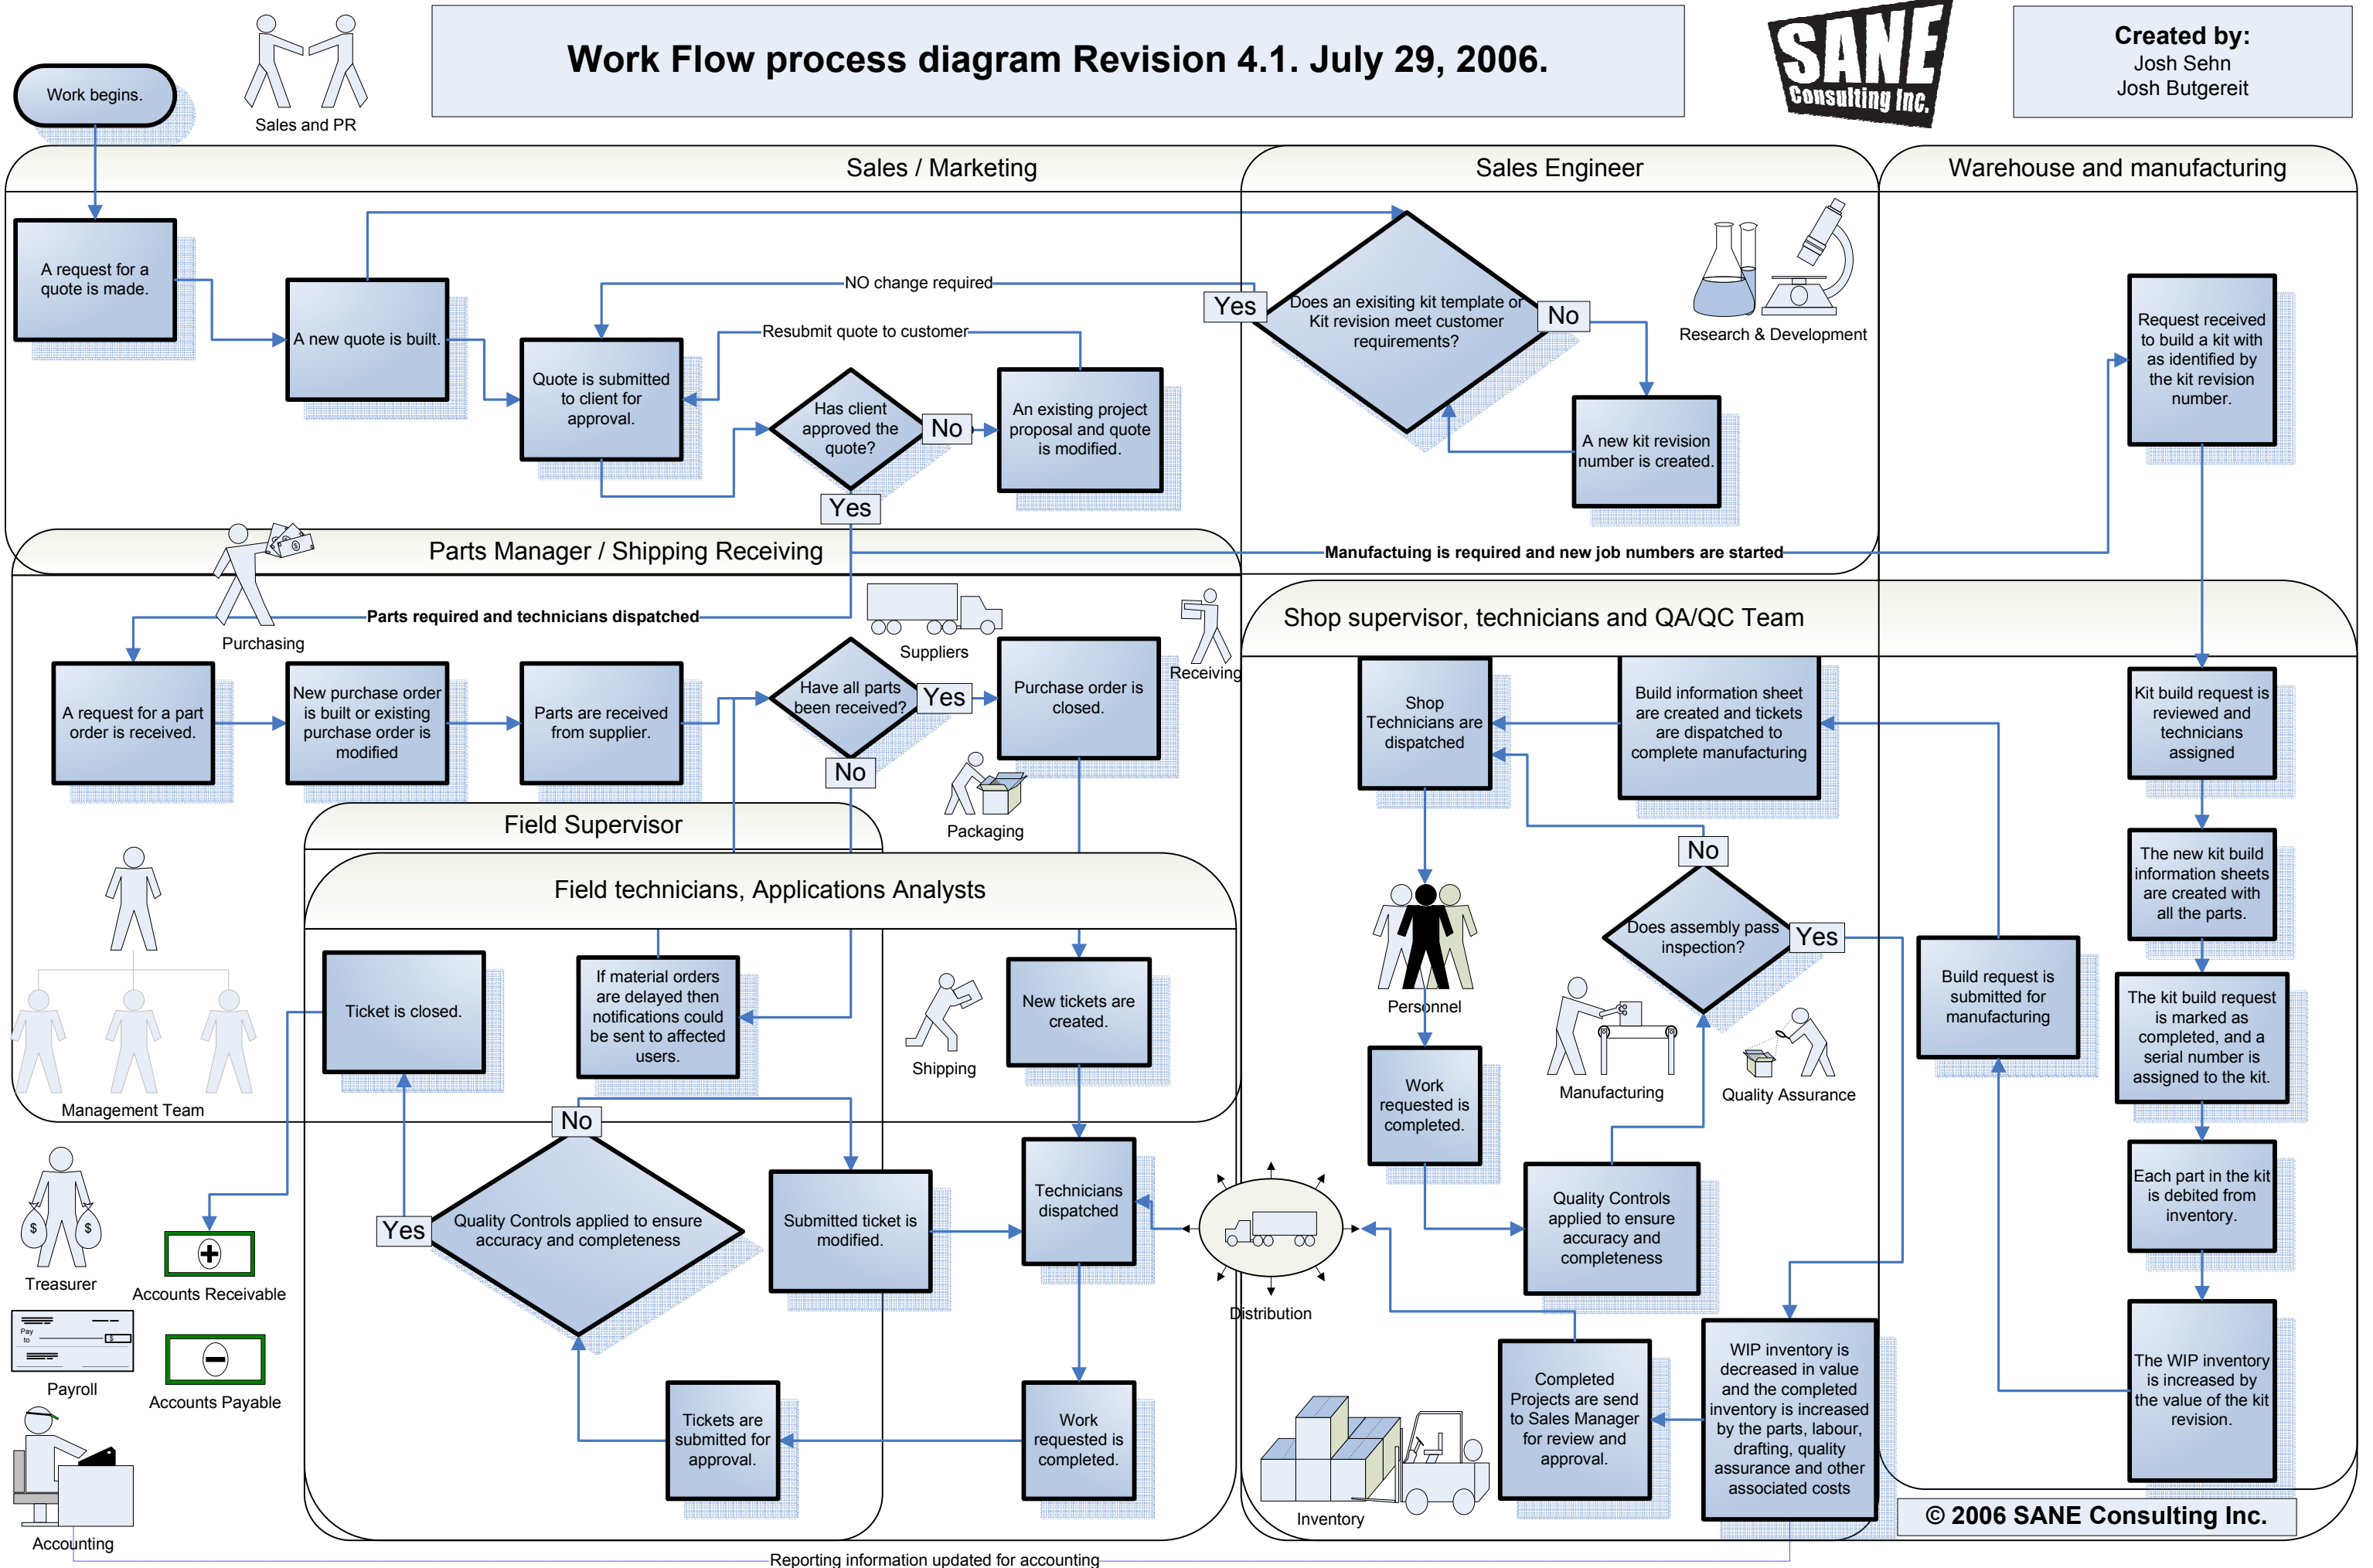 Work Flow process diagram Revision 4.1. July 29, 2006.
SANE
Consulting Inc.
Created by:
Josh Sehn
Josh Butgereit
Work begins.
Sales and PR
Sales / Marketing
Sales Engineer
Warehouse and manufacturing
A request for a
quote is made.
A new quote is built.
NO change required
Resubmit quote to customer
Quote is submitted
to client for
approval.
Has client
approved the
quote?
No
Yes
An existing project
proposal and quote
is modified.
Yes
Does an exisiting kit template or
Kit revision meet customer
requirements?
No
Research & Development
A new kit revision
number is created.
Request received
to build a kit with
as identified by
the kit revision
number.
Parts Manager / Shipping Receiving
Manufactuing is required and new job numbers are started
Parts required and technicians dispatched
Purchasing
Suppliers
Receiving
A request for a part
order is received.
New purchase order
is built or existing
purchase order is
modified
Parts are received
from supplier.
Have all parts
been received?
Yes
No
Purchase order is
closed.
Packaging
Shop supervisor, technicians and QA/QC Team
Shop
Technicians are
dispatched
Build information sheet
are created and tickets
are dispatched to
complete manufacturing
Kit build request is
reviewed and
technicians
assigned
Field Supervisor
Field technicians, Applications Analysts
No
Does assembly pass
inspection?
Yes
The new kit build
information sheets
are created with
all the parts.
Personnel
Manufacturing
Quality Assurance
Build request is
submitted for
manufacturing
The kit build request
is marked as
completed, and a
serial number is
assigned to the kit.
Management Team
Ticket is closed.
If material orders
are delayed then
notifications could
be sent to affected
users.
Shipping
New tickets are
created.
Work
requested is
completed.
No
Quality Controls applied to ensure
accuracy and completeness
Yes
Submitted ticket is
modified.
Technicians
dispatched
Distribution
Quality Controls
applied to ensure
accuracy and
completeness
Each part in the kit
is debited from
inventory.
$
$
Treasurer
Accounts Receivable
Pay
to
$
Payroll
Accounts Payable
Accounting
Tickets are
submitted for
approval.
Work
requested is
completed.
Inventory
Completed
Projects are send
to Sales Manager
for review and
approval.
WIP inventory is
decreased in value
and the completed
inventory is increased
by the parts, labour,
drafting, quality
assurance and other
associated costs
The WIP inventory
is increased by
the value of the kit
revision.
© 2006 SANE Consulting Inc.
Reporting information updated for accounting